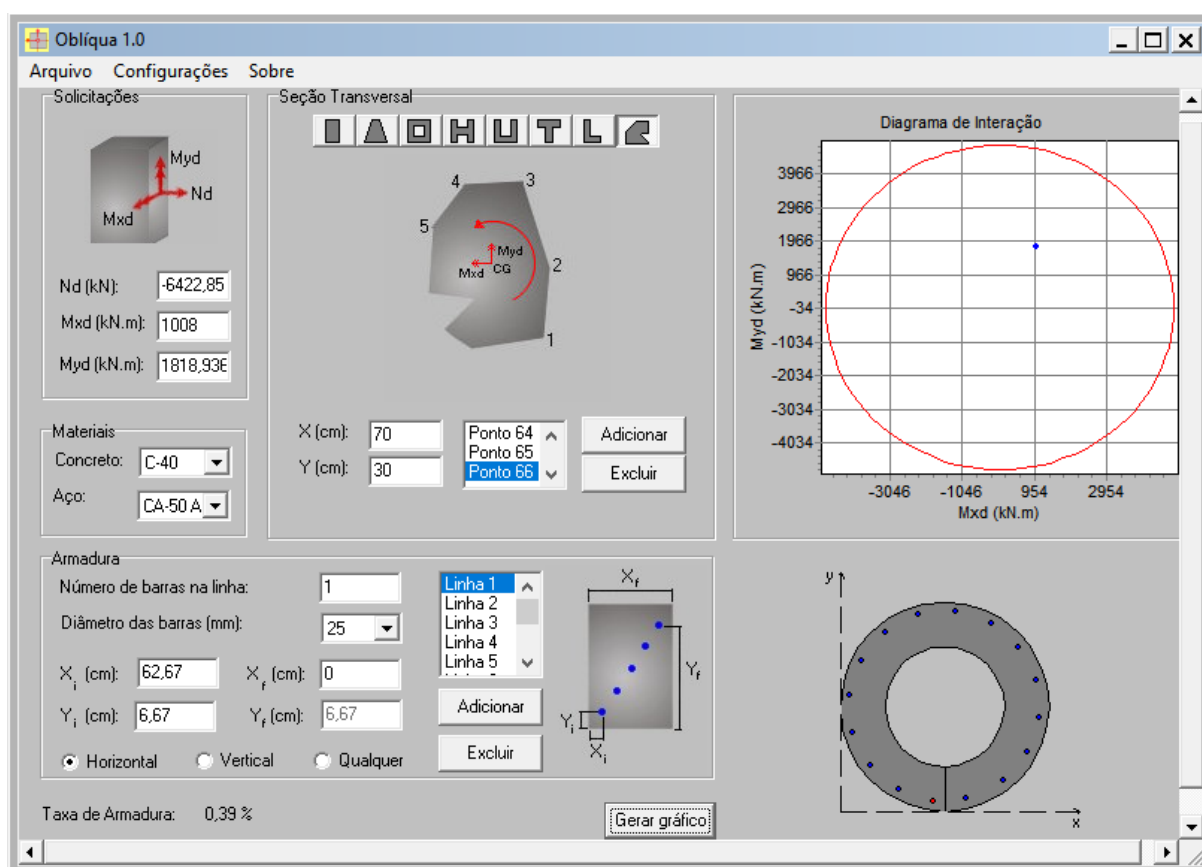 Oblíqua 1.0
Arquivo Configurações Sobre
Solicitações
Myd
Nd
Mxd
Nd (kN): -6422,85
Mxd (kN.m): 1008
Myd (kN.m): 1818,936
Materiais
Concreto: C-40
Aço: CA-50 A
Seção Transversal
4 3
5
Myd
Mxd CG 2
1
X (cm): 70
Y (cm): 30
Ponto 64
Ponto 65
Ponto 66
Adicionar
Excluir
Diagrama de Interação
Myd (kN.m)
3966
2966
1966
966
-34
-1034
-2034
-3034
-4034
-3046 -1046 954 2954
Mxd (kN.m)
Armadura
Número de barras na linha: 1
Diâmetro das barras (mm): 25
Xi (cm): 62,67 Xf (cm): 0
Yi (cm): 6,67 Yf (cm): 6,67
Horizontal Vertical Qualquer
Linha 1
Linha 2
Linha 3
Linha 4
Linha 5
Adicionar
Excluir
Xf
Yf
Yi
Xi
Taxa de Armadura: 0,39 %
Gerar gráfico
y
x